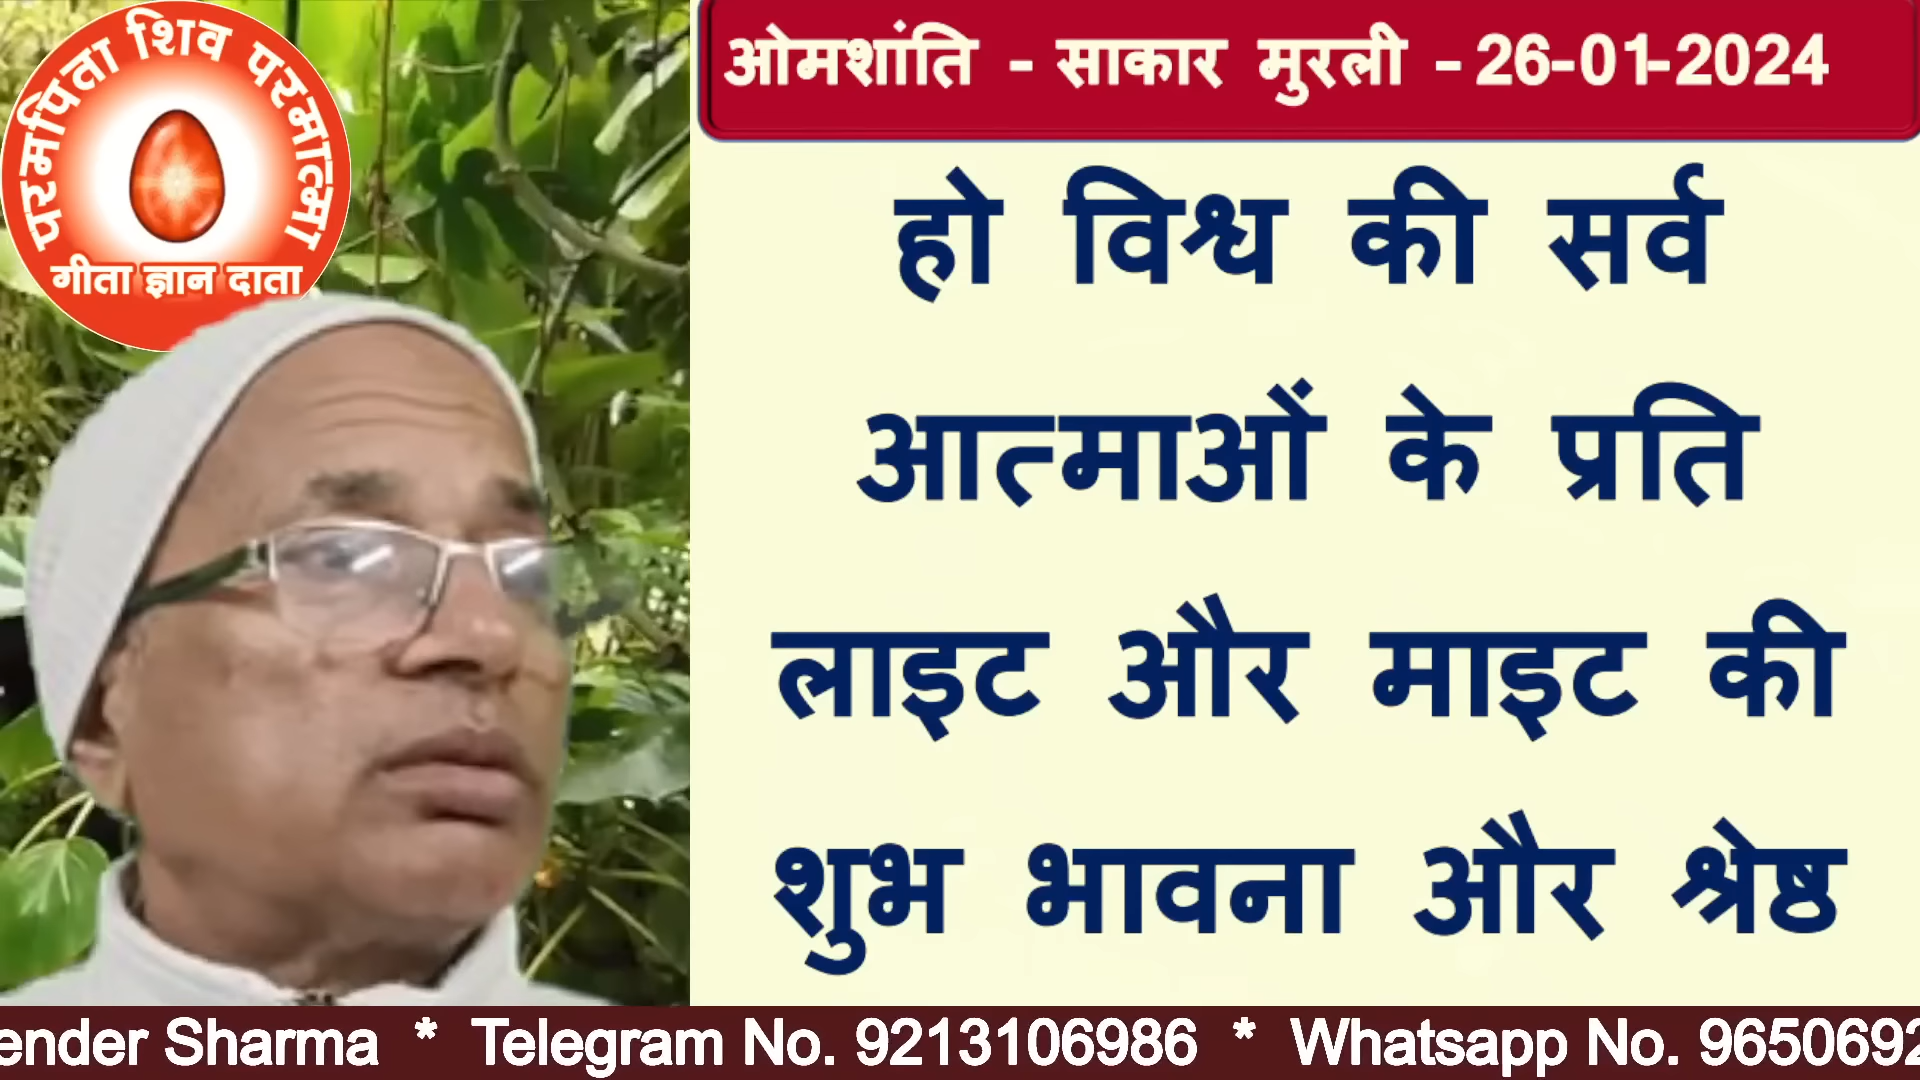 परमपिता शिव परमात्मा
गीता ज्ञान दाता
ओमशांति - साकार मुरली - 26-01-2024
हो विश्व की सर्व
आत्माओं के प्रति
लाइट और माइट की
शुभ भावना और श्रेष्ठ
ender Sharma * Telegram No. 9213106986 * Whatsapp No. 9650692